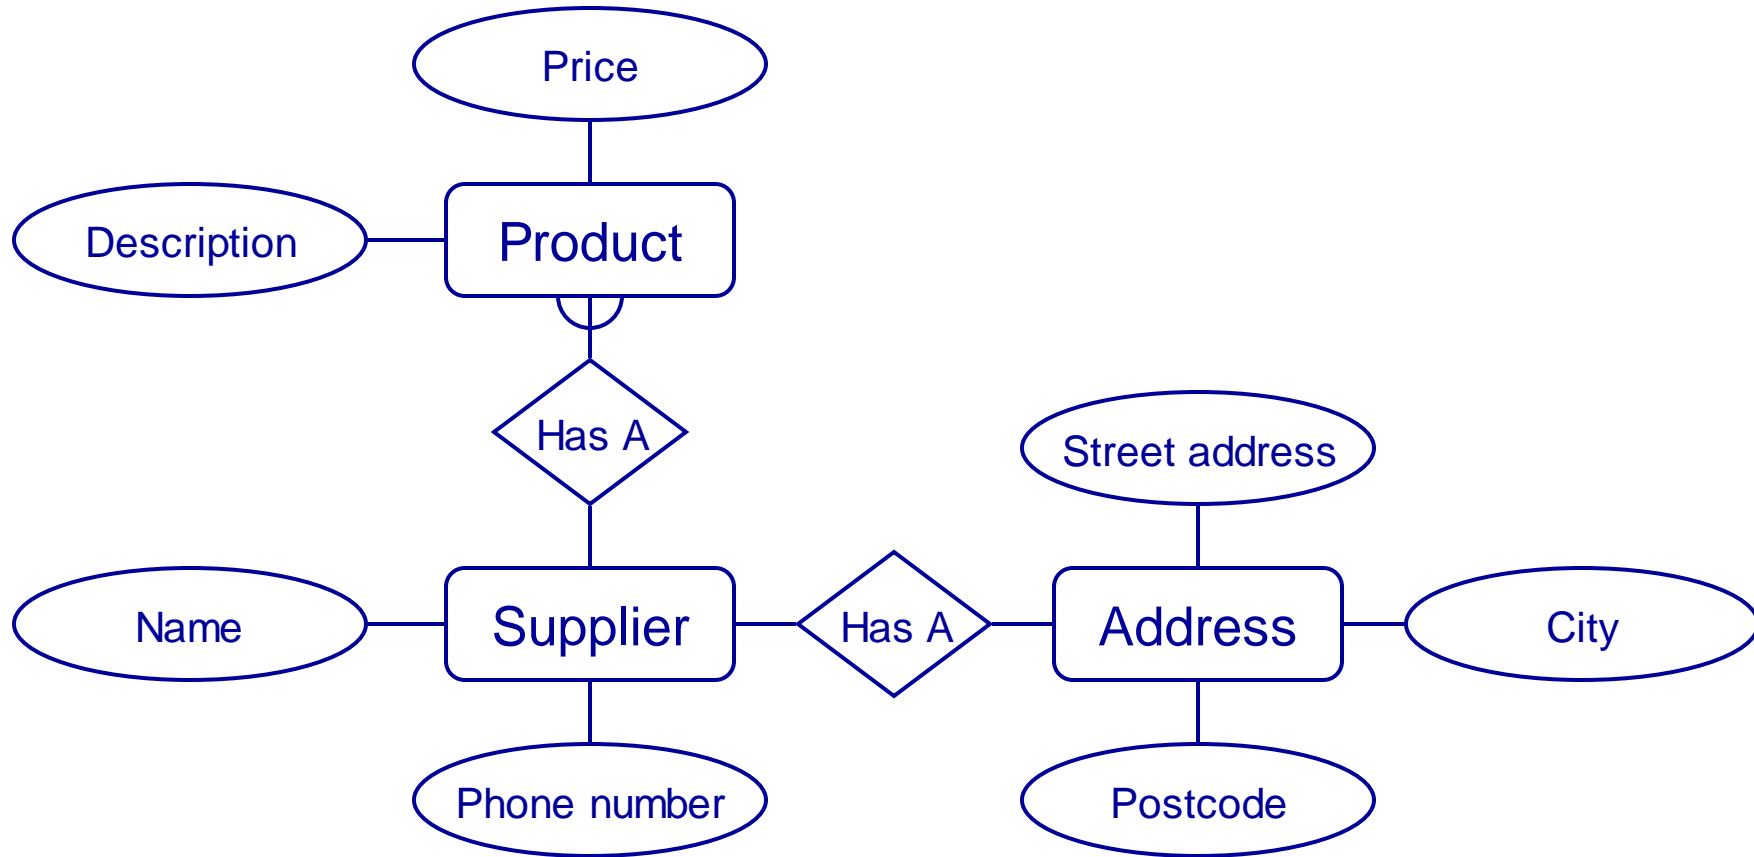 Price
Description
Product
Has A
Street address
Name
Supplier
Has A
Address
City
Phone number
Postcode